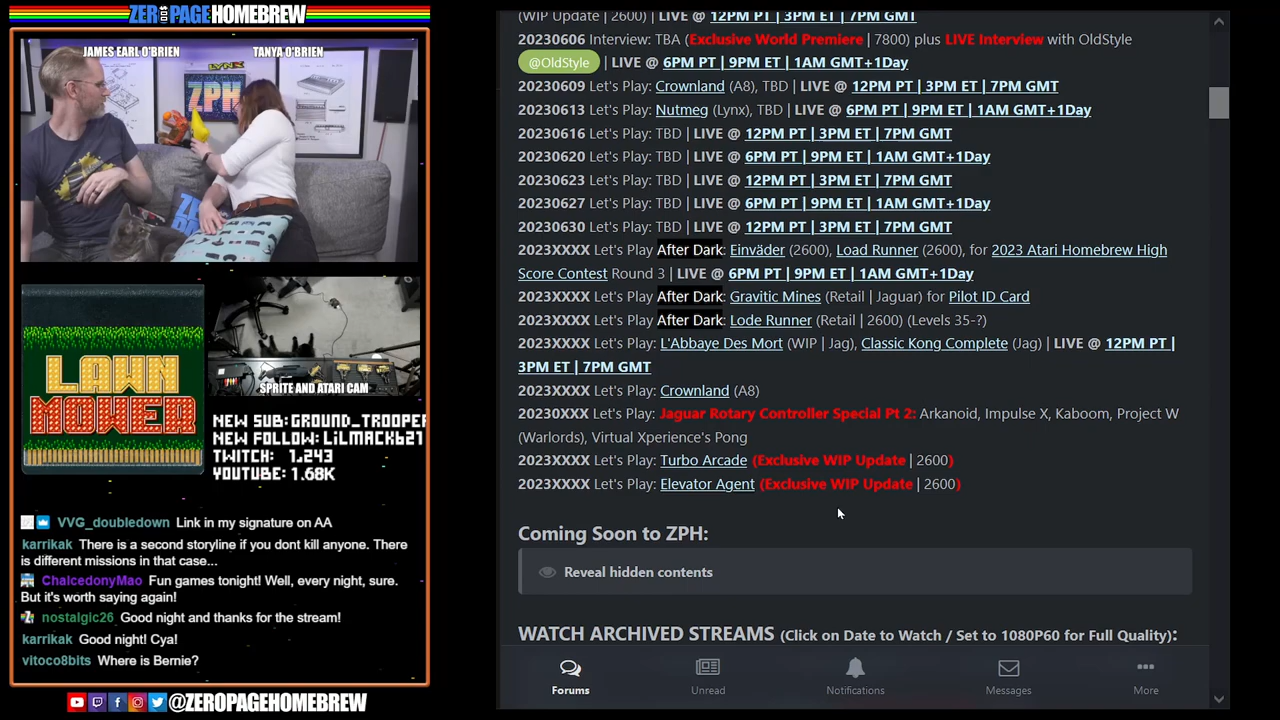 ZERO PAGE HOMEBREW
JAMES EARL O'BRIEN
TANYA O'BRIEN
LYNX
ZPH
LAWN
MOWER
SPRITE AND ATARI CAM
NEW SUB: GROUND_TROOPER
NEW FOLLOW: LILMACK621
TWITCH: 1,243
YOUTUBE: 1.68K
VVG_doubledown Link in my signature on AA
karrikak There is a second storyline if you dont kill anyone. There
is different missions in that case...
ChalcedonyMao Fun games tonight! Well, every night, sure.
But it's worth saying again!
nostalgic26 Good night and thanks for the stream!
karrikak Good night! Cya!
vitoco8bits Where is Bernie?
@ZEROPAGEHOMEBREW
(WIP Update | 2600) | LIVE @ 12PM PT | 3PM ET | 7PM GMT
20230606 Interview: TBA (Exclusive World Premiere | 7800) plus LIVE Interview with OldStyle
@OldStyle | LIVE @ 6PM PT | 9PM ET | 1AM GMT+1Day
20230609 Let's Play: Crownland (A8), TBD | LIVE @ 12PM PT | 3PM ET | 7PM GMT
20230613 Let's Play: Nutmeg (Lynx), TBD | LIVE @ 6PM PT | 9PM ET | 1AM GMT+1Day
20230616 Let's Play: TBD | LIVE @ 12PM PT | 3PM ET | 7PM GMT
20230620 Let's Play: TBD | LIVE @ 6PM PT | 9PM ET | 1AM GMT+1Day
20230623 Let's Play: TBD | LIVE @ 12PM PT | 3PM ET | 7PM GMT
20230627 Let's Play: TBD | LIVE @ 6PM PT | 9PM ET | 1AM GMT+1Day
20230630 Let's Play: TBD | LIVE @ 12PM PT | 3PM ET | 7PM GMT
2023XXXX Let's Play After Dark: Einväder (2600), Load Runner (2600), for 2023 Atari Homebrew High
Score Contest Round 3 | LIVE @ 6PM PT | 9PM ET | 1AM GMT+1Day
2023XXXX Let's Play After Dark: Gravitic Mines (Retail | Jaguar) for Pilot ID Card
2023XXXX Let's Play After Dark: Lode Runner (Retail | 2600) (Levels 35-?)
2023XXXX Let's Play: L'Abbaye Des Mort (WIP | Jag), Classic Kong Complete (Jag) | LIVE @ 12PM PT |
3PM ET | 7PM GMT
2023XXXX Let's Play: Crownland (A8)
20230XXX Let's Play: Jaguar Rotary Controller Special Pt 2: Arkanoid, Impulse X, Kaboom, Project W
(Warlords), Virtual Xperience's Pong
2023XXXX Let's Play: Turbo Arcade (Exclusive WIP Update | 2600)
2023XXXX Let's Play: Elevator Agent (Exclusive WIP Update | 2600)
Coming Soon to ZPH:
Reveal hidden contents
WATCH ARCHIVED STREAMS (Click on Date to Watch / Set to 1080P60 for Full Quality):
Forums
Unread
Notifications
Messages
More